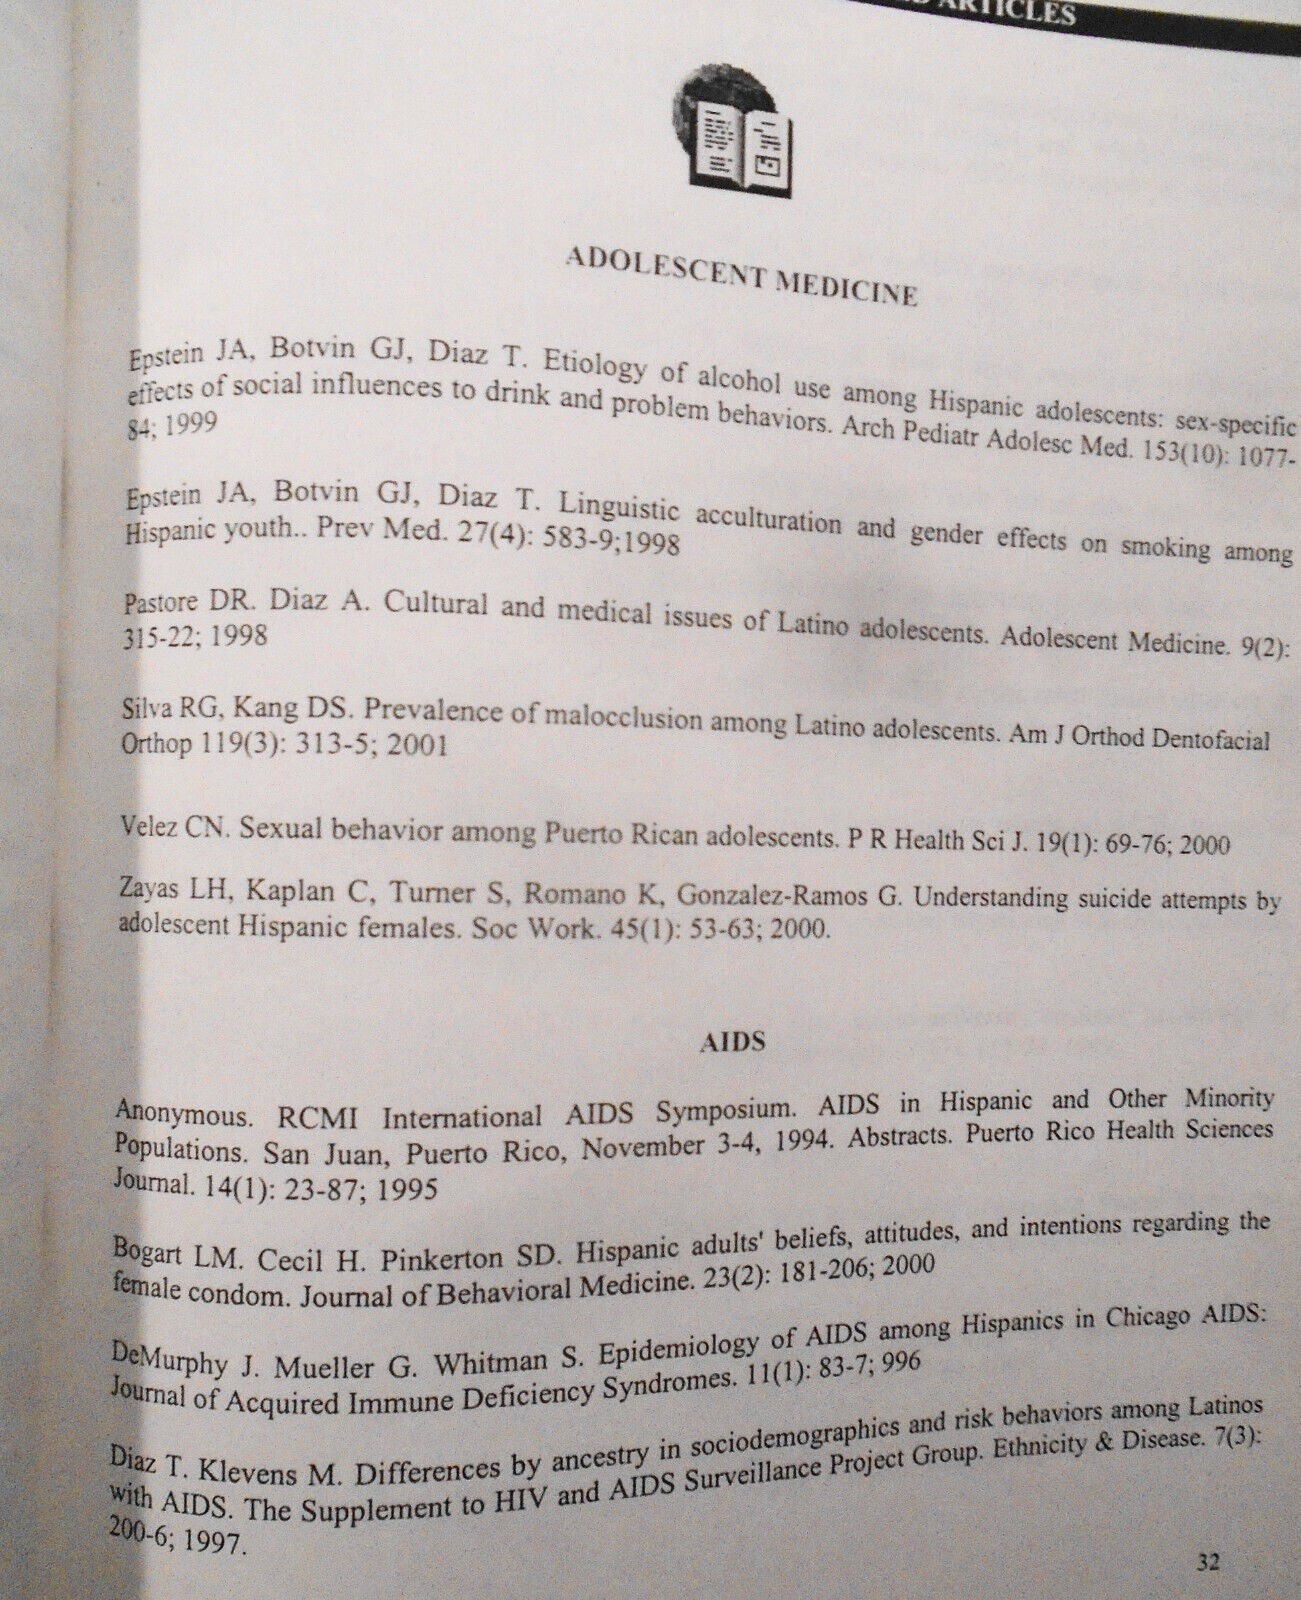 ARTICLES
ADOLESCENT MEDICINE
Epstein JA, Botvin GJ, Diaz T. Etiology of alcohol use among Hispanic adolescents: sex-specific
effects of social influences to drink and problem behaviors. Arch Pediatr Adolesc Med. 153(10): 1077-
84; 1999
Epstein JA, Botvin GJ, Diaz T. Linguistic acculturation and gender effects on smoking among
Hispanic youth.. Prev Med. 27(4): 583-9;1998
Pastore DR. Diaz A. Cultural and medical issues of Latino adolescents. Adolescent Medicine. 9(2):
315-22; 1998
Silva RG, Kang DS. Prevalence of malocclusion among Latino adolescents. Am J Orthod Dentofacial
Orthop 119(3): 313-5; 2001
Velez CN. Sexual behavior among Puerto Rican adolescents. P R Health Sci J. 19(1): 69-76; 2000
Zayas LH, Kaplan C, Turner S, Romano K, Gonzalez-Ramos G. Understanding suicide attempts by
adolescent Hispanic females. Soc Work. 45(1): 53-63; 2000.
AIDS
Anonymous. RCMI International AIDS Symposium. AIDS in Hispanic and Other Minority
Populations. San Juan, Puerto Rico, November 3-4, 1994. Abstracts. Puerto Rico Health Sciences
Journal. 14(1): 23-87; 1995
Bogart LM. Cecil H. Pinkerton SD. Hispanic adults' beliefs, attitudes, and intentions regarding the
female condom. Journal of Behavioral Medicine. 23(2): 181-206; 2000
DeMurphy J. Mueller G. Whitman S. Epidemiology of AIDS among Hispanics in Chicago AIDS:
Journal of Acquired Immune Deficiency Syndromes. 11(1): 83-7; 996
Diaz T. Klevens M. Differences by ancestry in sociodemographics and risk behaviors among Latinos
with AIDS. The Supplement to HIV and AIDS Surveillance Project Group. Ethnicity & Disease. 7(3):
200-6; 1997.
32